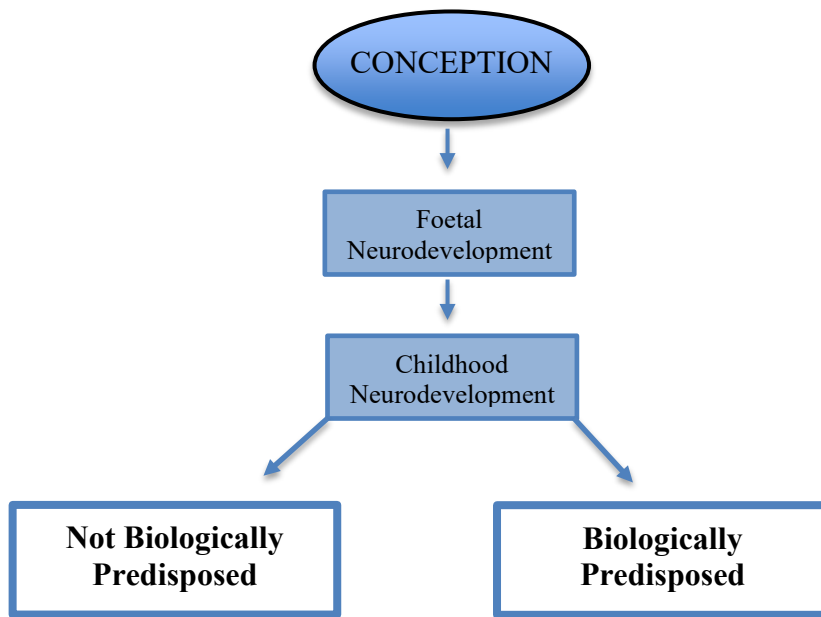 CONCEPTION
Foetal
Neurodevelopment
Childhood
Neurodevelopment
Not Biologically
Predisposed
Biologically
Predisposed